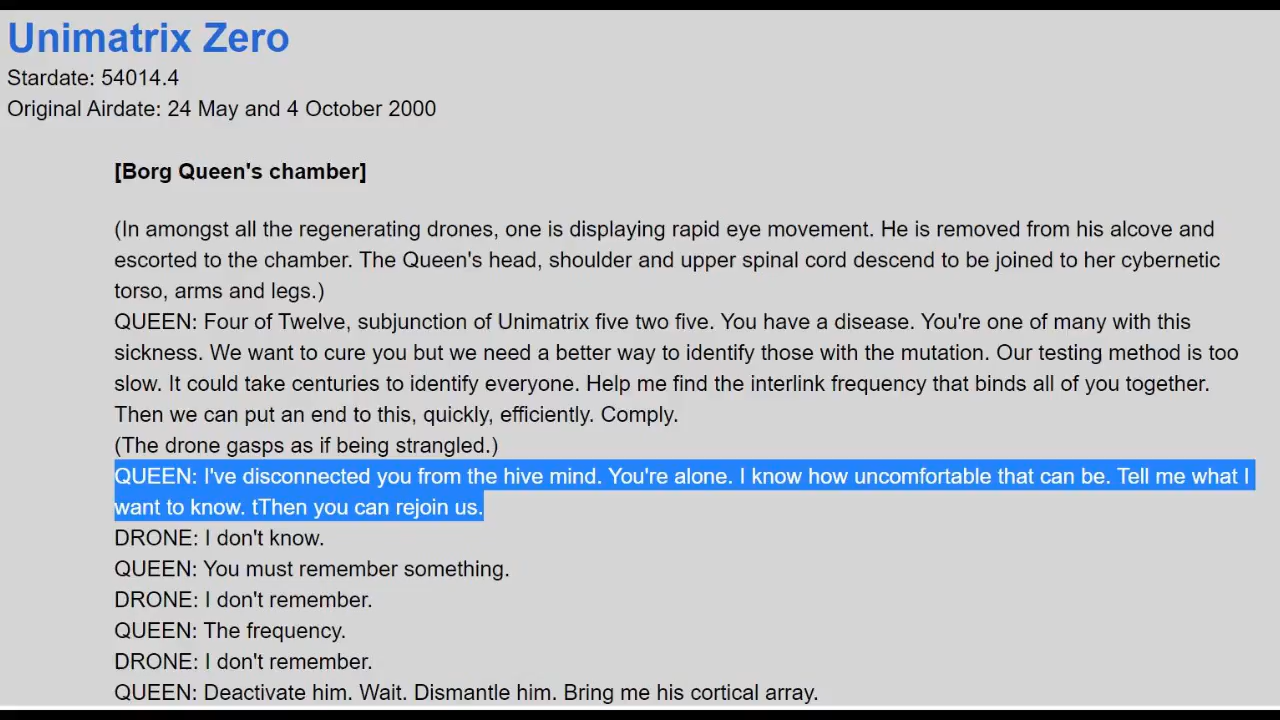 Unimatrix Zero
Stardate: 54014.4
Original Airdate: 24 May and 4 October 2000
[Borg Queen's chamber]
(In amongst all the regenerating drones, one is displaying rapid eye movement. He is removed from his alcove and
escorted to the chamber. The Queen's head, shoulder and upper spinal cord descend to be joined to her cybernetic
torso, arms and legs.)
QUEEN: Four of Twelve, subjunction of Unimatrix five two five. You have a disease. You're one of many with this
sickness. We want to cure you but we need a better way to identify those with the mutation. Our testing method is too
slow. It could take centuries to identify everyone. Help me find the interlink frequency that binds all of you together.
Then we can put an end to this, quickly, efficiently. Comply.
(The drone gasps as if being strangled.)
QUEEN: I've disconnected you from the hive mind. You're alone. I know how uncomfortable that can be. Tell me what I
want to know. tThen you can rejoin us.
DRONE: I don't know.
QUEEN: You must remember something.
DRONE: I don't remember.
QUEEN: The frequency.
DRONE: I don't remember.
QUEEN: Deactivate him. Wait. Dismantle him. Bring me his cortical array.